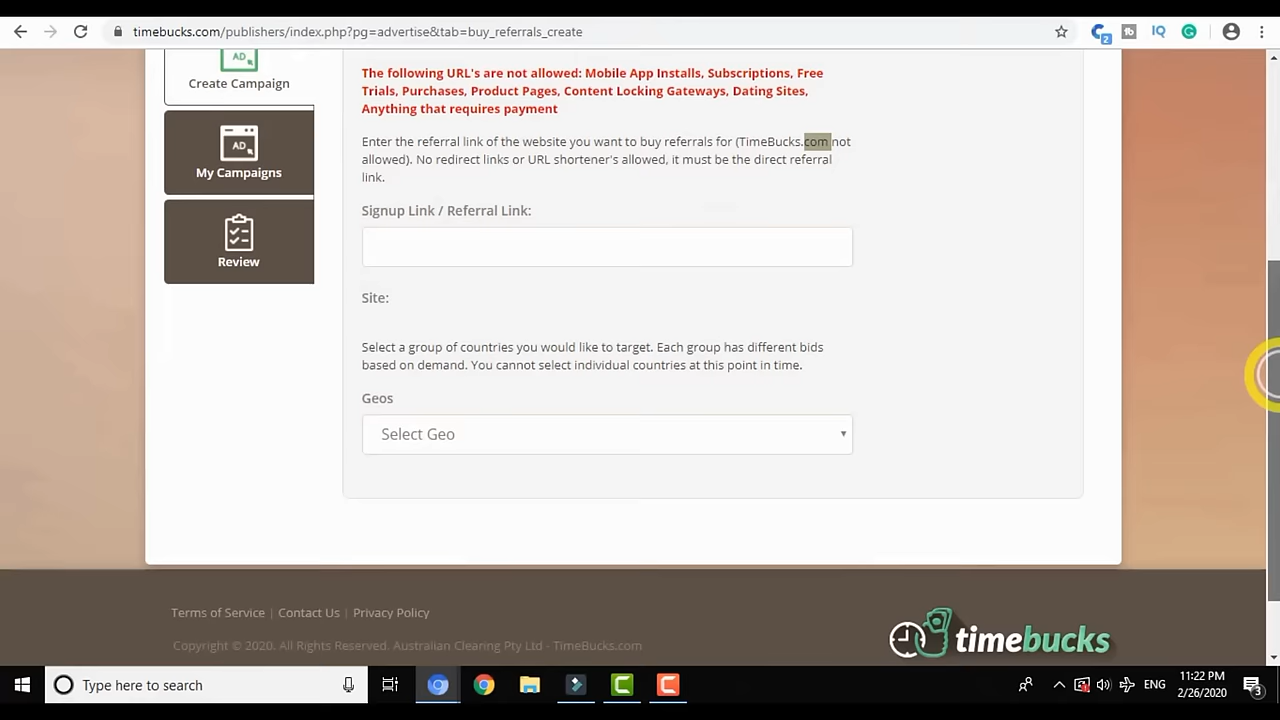 timebucks.com/publishers/index.php?pg=advertise&tab=buy_referrals_create
2
IQ
AD
Create Campaign
AD
My Campaigns
Review
The following URL's are not allowed: Mobile App Installs, Subscriptions, Free
Trials, Purchases, Product Pages, Content Locking Gateways, Dating Sites,
Anything that requires payment
Enter the referral link of the website you want to buy referrals for (TimeBucks.com not
allowed). No redirect links or URL shortener's allowed, it must be the direct referral
link.
Signup Link / Referral Link:
Site:
Select a group of countries you would like to target. Each group has different bids
based on demand. You cannot select individual countries at this point in time.
Geos
Select Geo
Terms of Service | Contact Us | Privacy Policy
Copyright © 2020. All Rights Reserved. Australian Clearing Pty Ltd - TimeBucks.com
timebucks
Type here to search
ENG
11:22 PM
2/26/2020
3